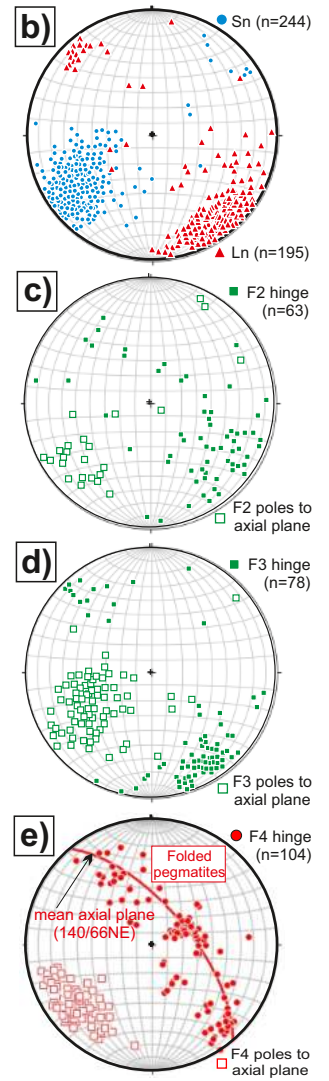 b)
Sn (n=244)
Ln (n=195)
c)
F2 hinge
(n=63)
F2 poles to
axial plane
d)
F3 hinge
(n=78)
F3 poles to
axial plane
e)
F4 hinge
(n=104)
Folded
pegmatites
mean axial plane
(140/66NE)
F4 poles to
axial plane